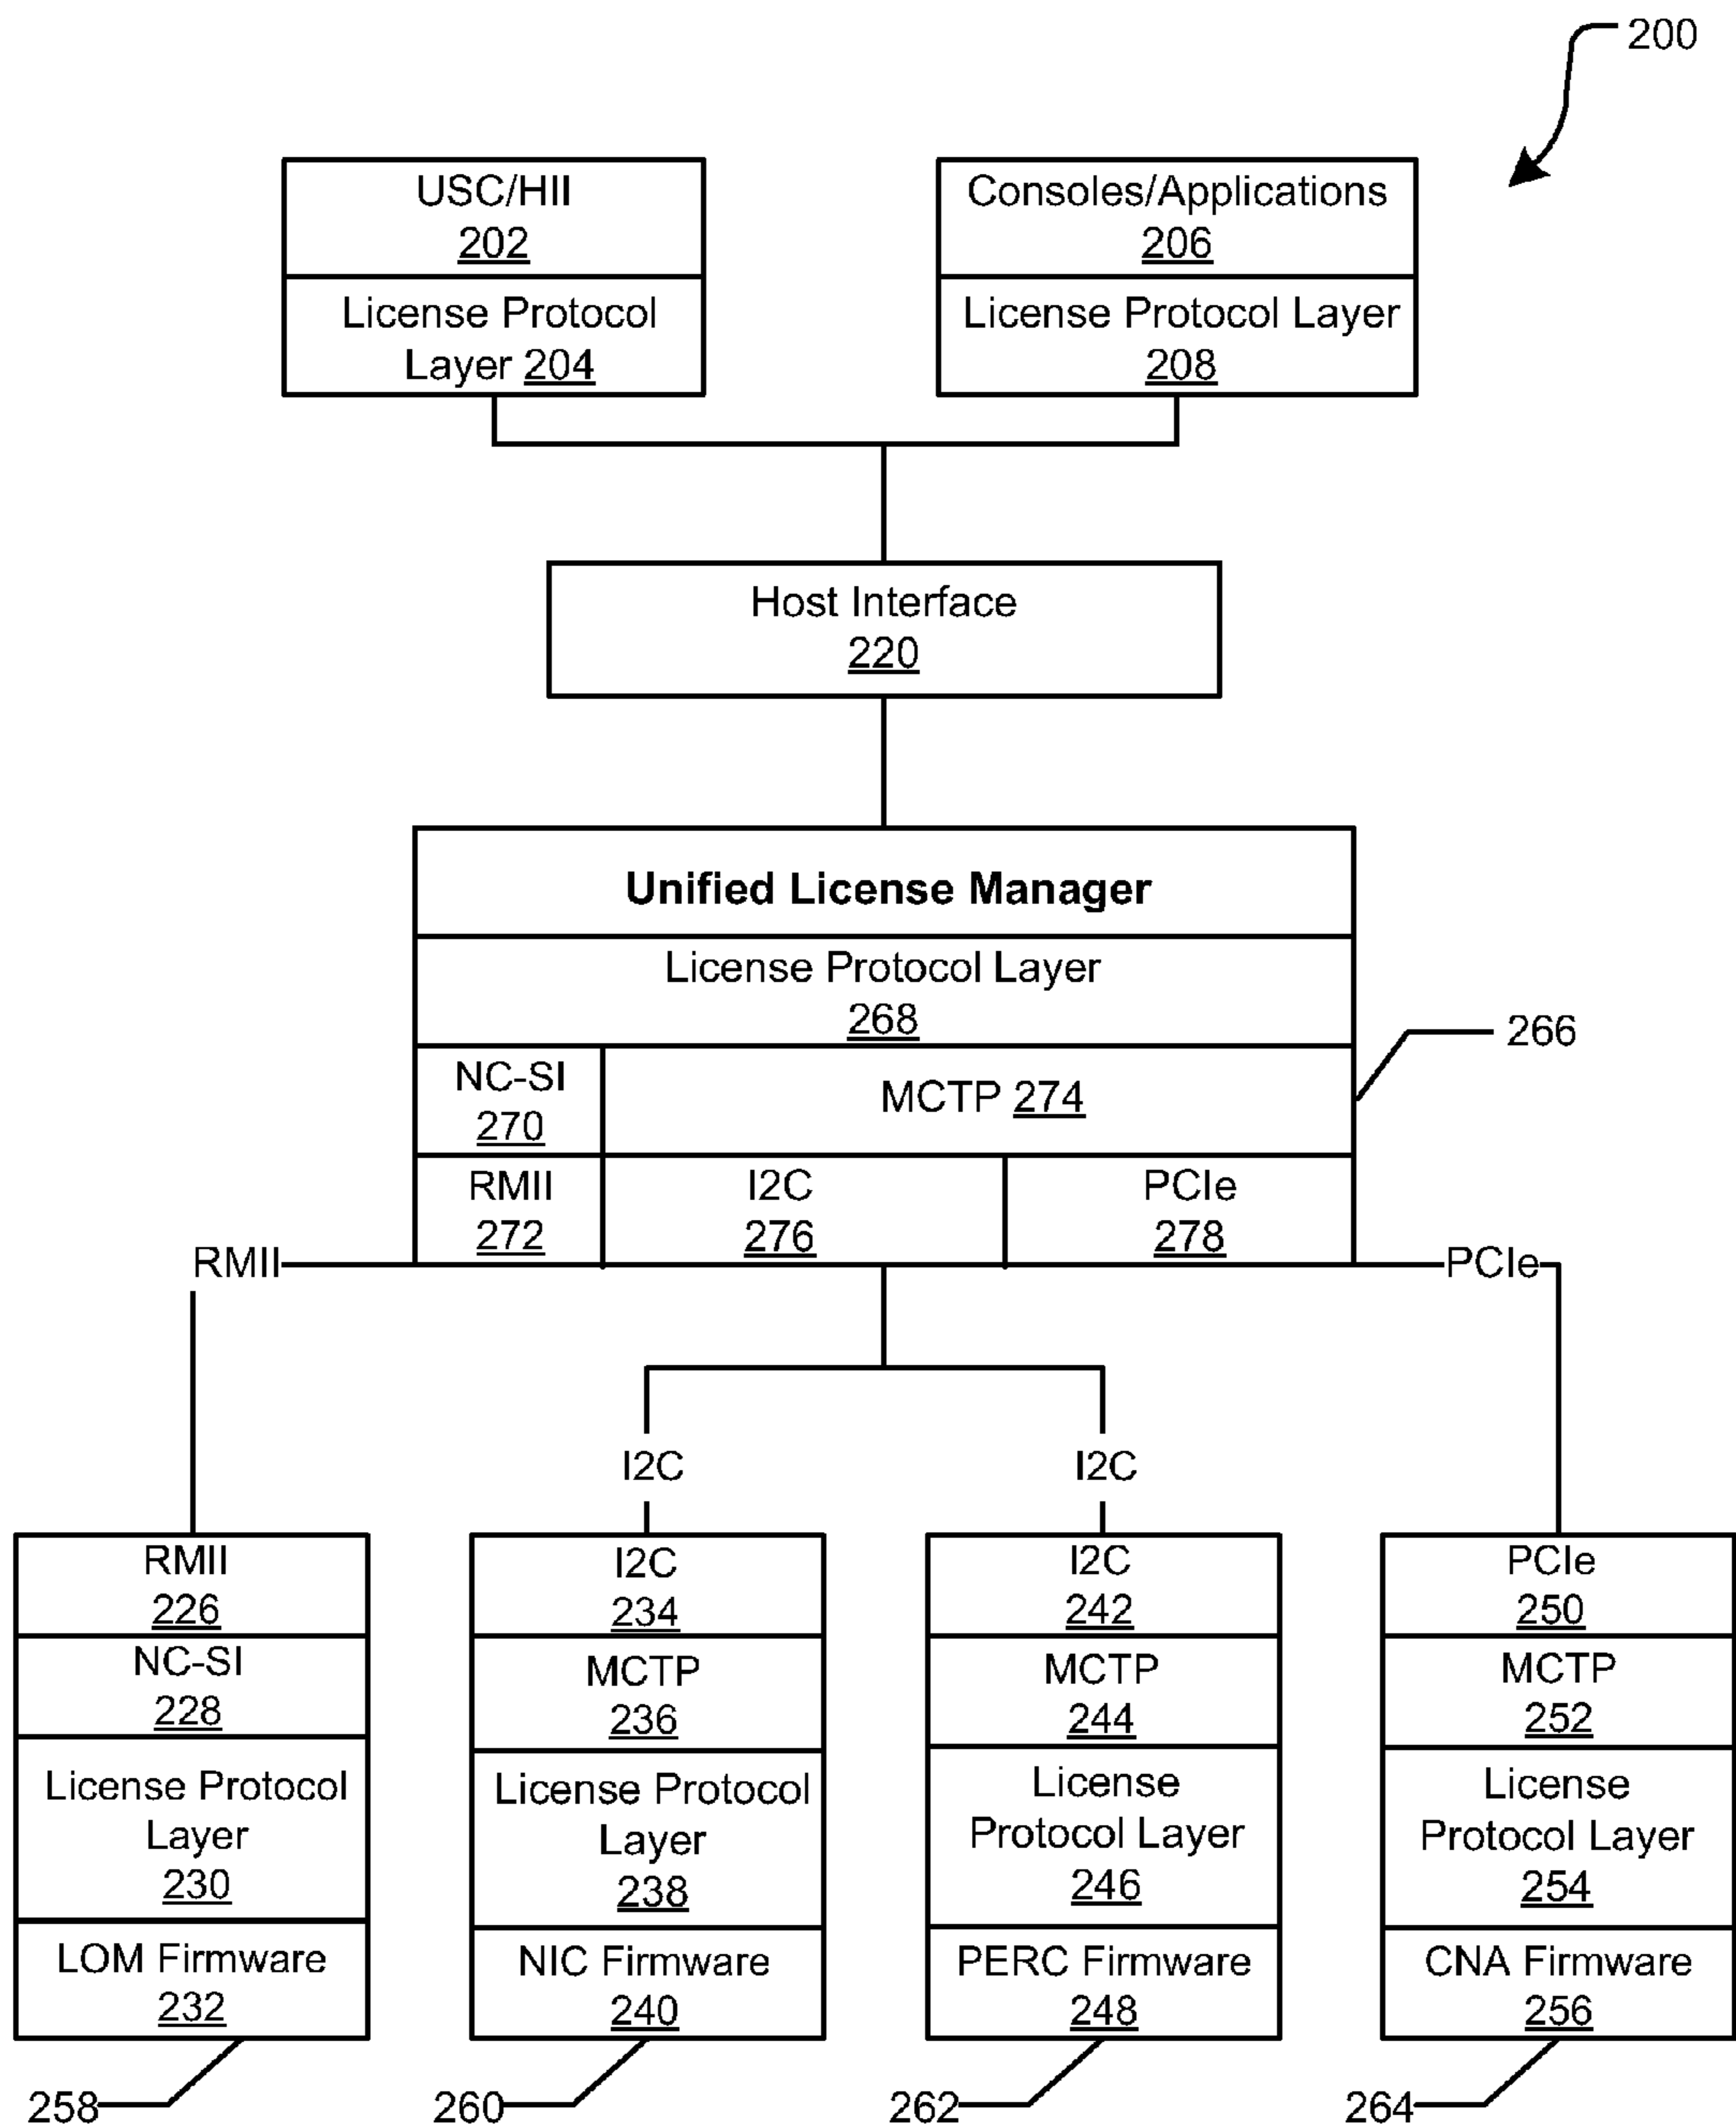 200
USC/HII
202
License Protocol
Layer 204
Consoles/Applications
206
License Protocol Layer
208
Host Interface
220
Unified License Manager
License Protocol Layer
268
266
NC-SI
270
MCTP 274
RMII
272
I2C
276
PCIe
278
RMII
PCIe
I2C
I2C
RMII
226
NC-SI
228
License Protocol
Layer
230
LOM Firmware
232
258
I2C
234
MCTP
236
License Protocol
Layer
238
NIC Firmware
240
260
I2C
242
MCTP
244
License
Protocol Layer
246
PERC Firmware
248
262
PCIe
250
MCTP
252
License
Protocol Layer
254
CNA Firmware
256
264